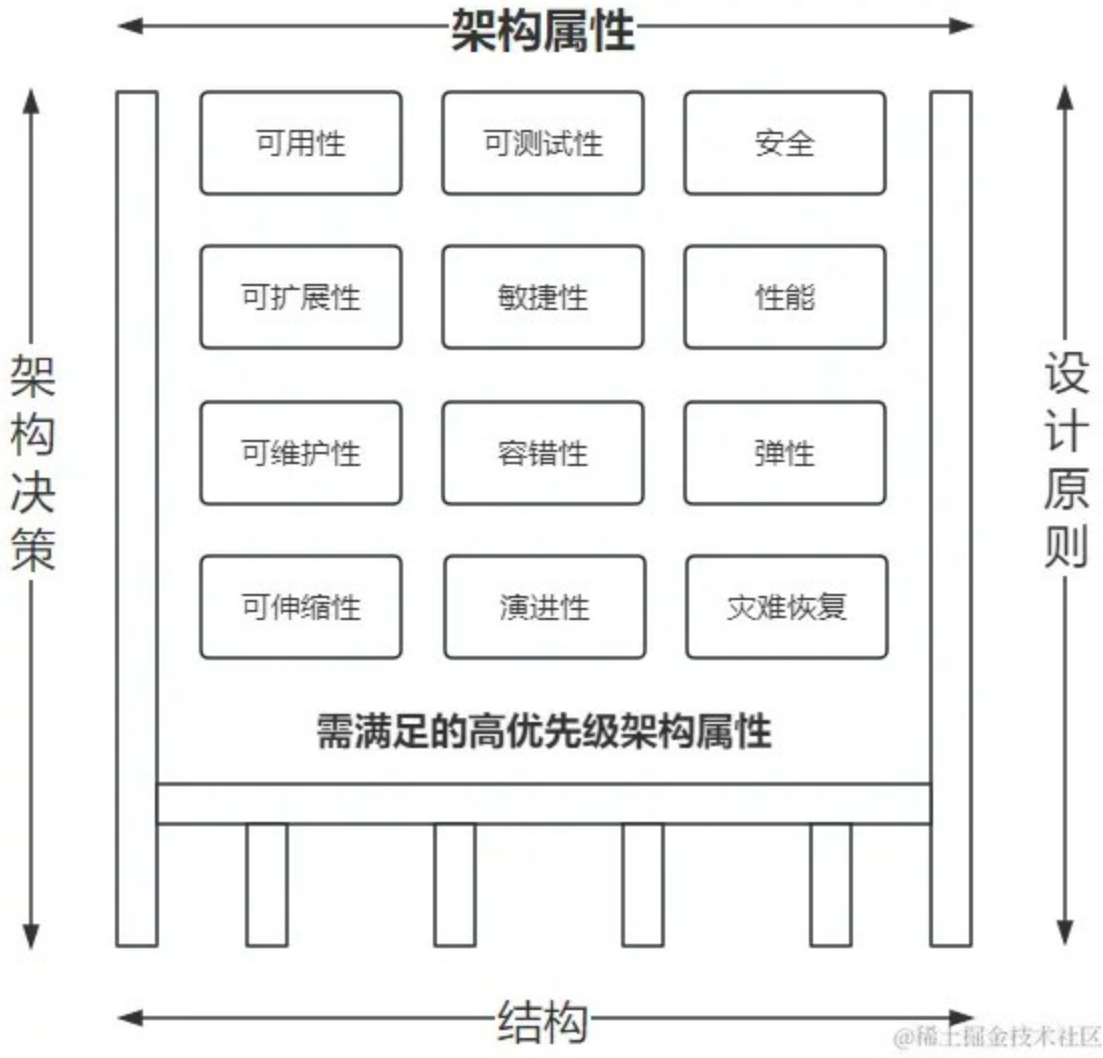 架构属性
可用性
可测试性
安全
可扩展性
敏捷性
性能
可维护性
容错性
弹性
可伸缩性
演进性
灾难恢复
需满足的高优先级架构属性
架构决策
设计原则
结构
@稀土掘金技术社区